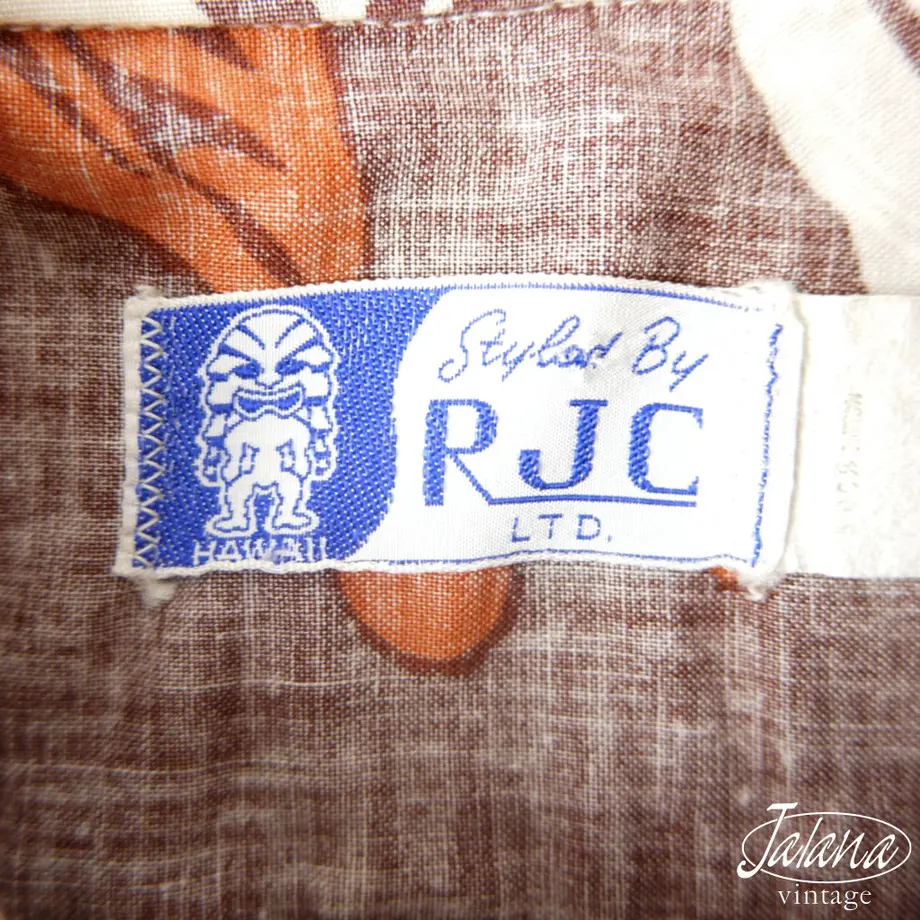 Styled By
RJC
LTD.
HAWAII
Jalana
vintage